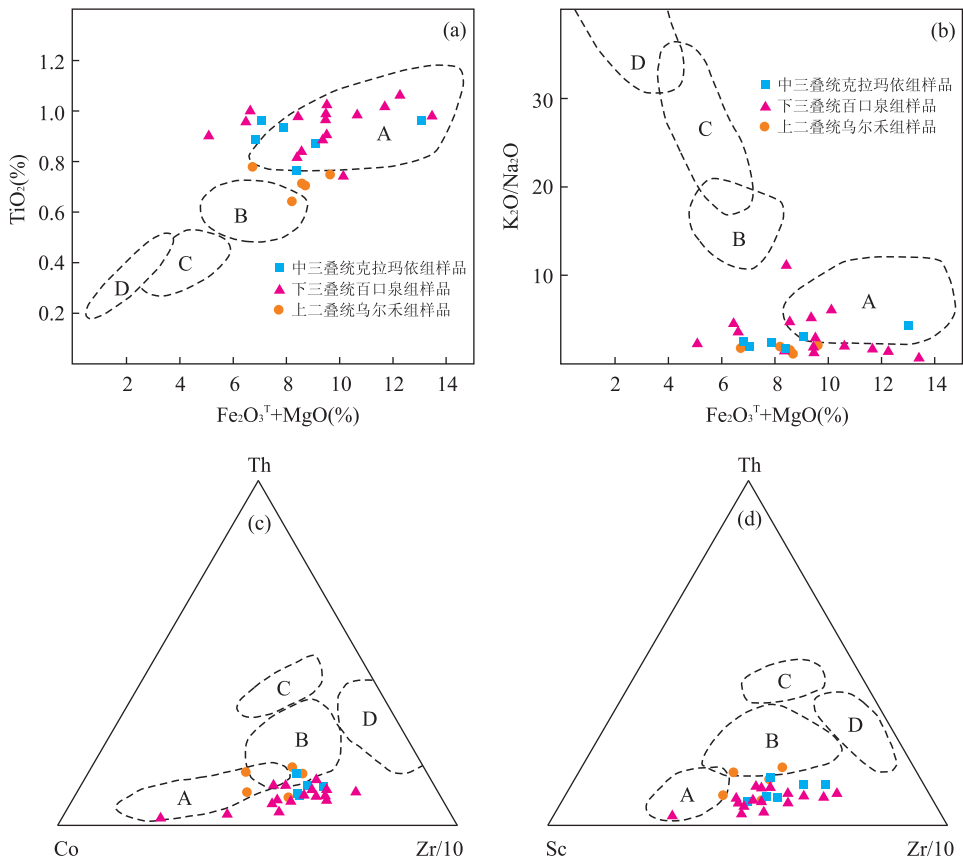 (a)
TiO₂(%)
1.2
1.0
0.8
0.6
0.4
0.2
A
B
C
D
中三叠统克拉玛依组样品
下三叠统百口泉组样品
上二叠统乌尔禾组样品
2 4 6 8 10 12 14
Fe₂O₃ᵀ+MgO(%)
(b)
K₂O/Na₂O
30
20
10
D
C
B
A
中三叠统克拉玛依组样品
下三叠统百口泉组样品
上二叠统乌尔禾组样品
2 4 6 8 10 12 14
Fe₂O₃ᵀ+MgO(%)
Th
(c)
C
D
B
A
Co Zr/10
Th
(d)
C
D
B
A
Sc Zr/10